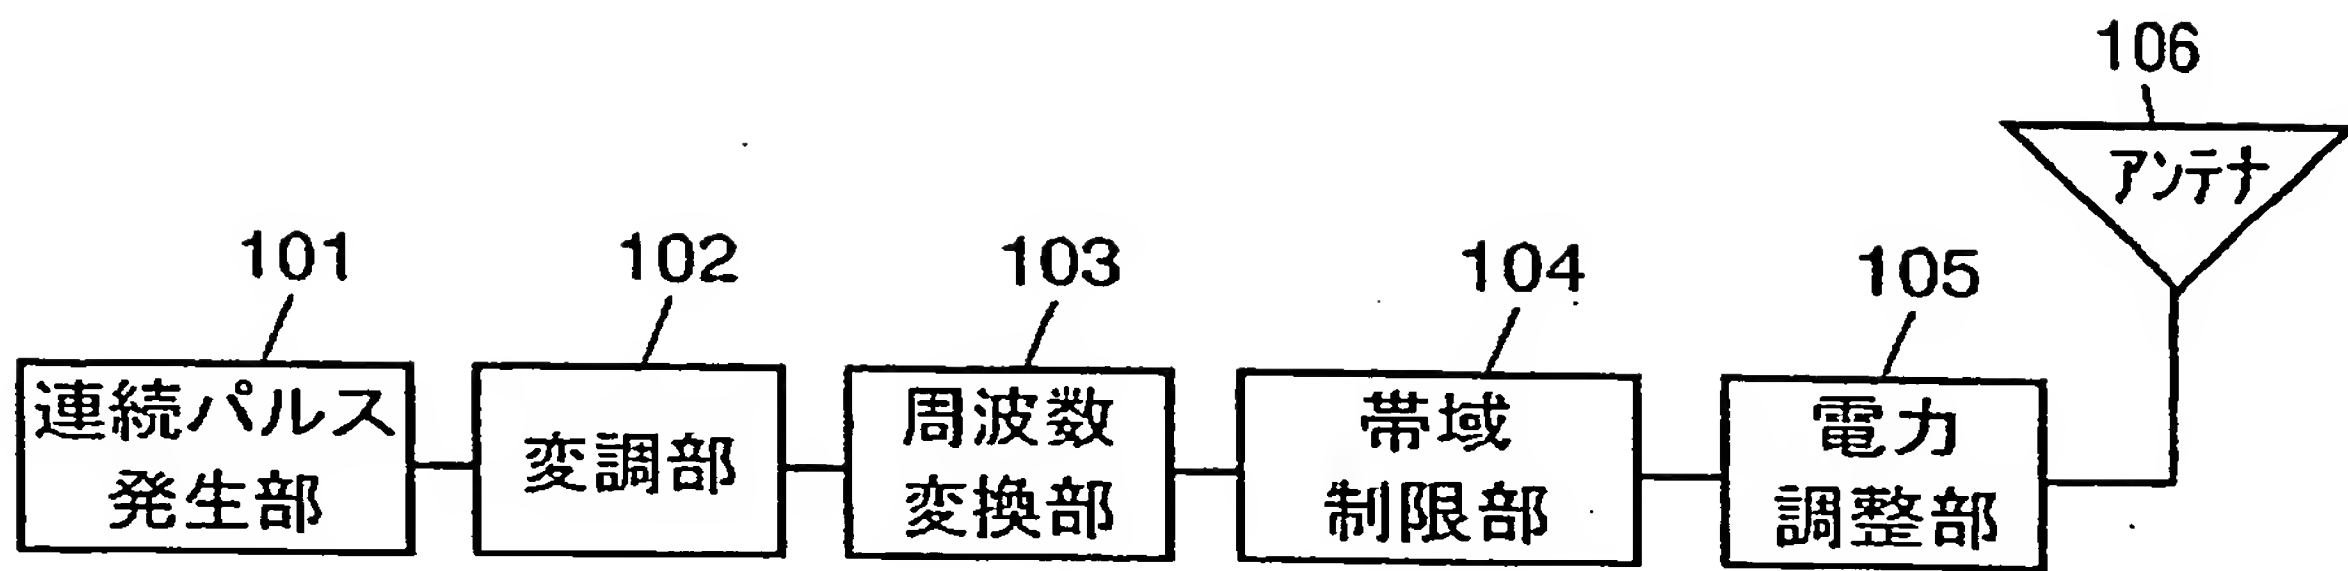 106
アンテナ
101
102
103
104
105
連続パルス
発生部
変調部
周波数
変換部
帯域
制限部
電力
調整部